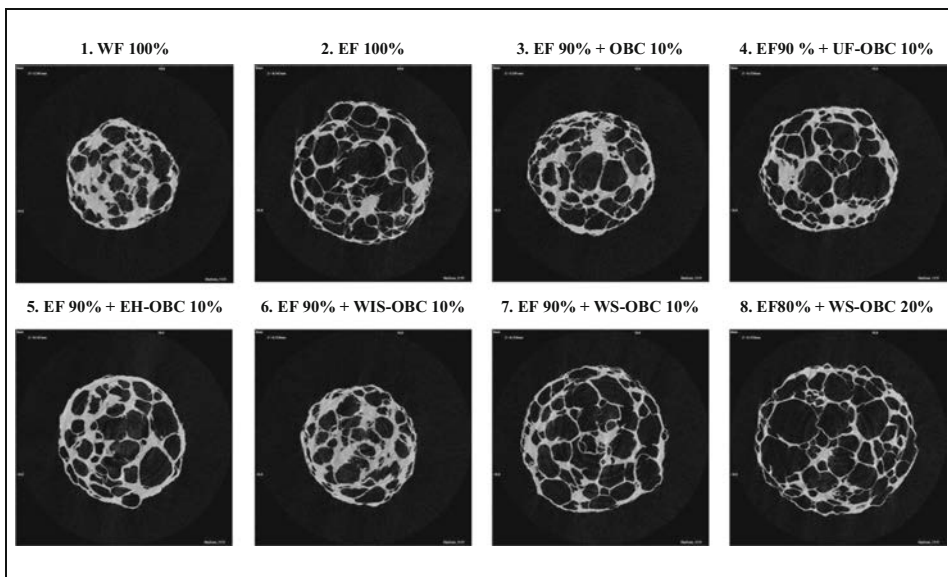 1. WF 100%
2. EF 100%
3. EF 90% + OBC 10%
4. EF90 % + UF-OBC 10%
5. EF 90% + EH-OBC 10%
6. EF 90% + WIS-OBC 10%
7. EF 90% + WS-OBC 10%
8. EF80% + WS-OBC 20%